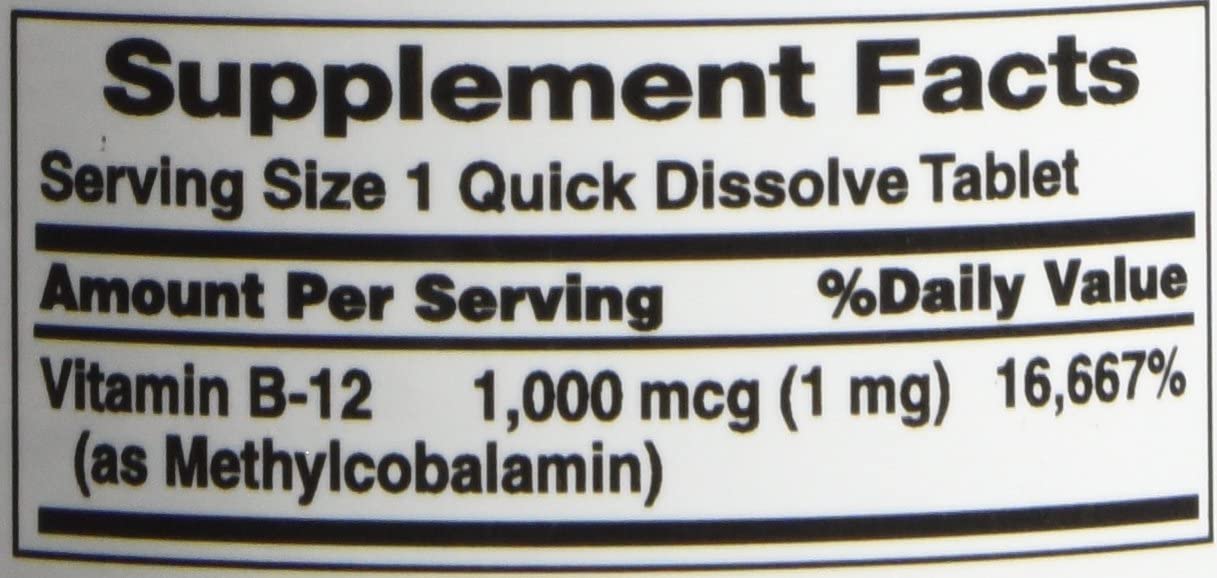 Supplement Facts
Serving Size 1 Quick Dissolve Tablet
Amount Per Serving %Daily Value
Vitamin B-12 1,000 mcg (1 mg) 16,667%
(as Methylcobalamin)